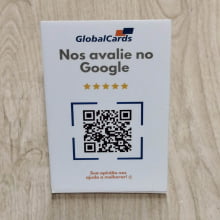 GlobalCards
Nos avalie no
Google
Sua opinião nos
ajuda a melhorar! :)